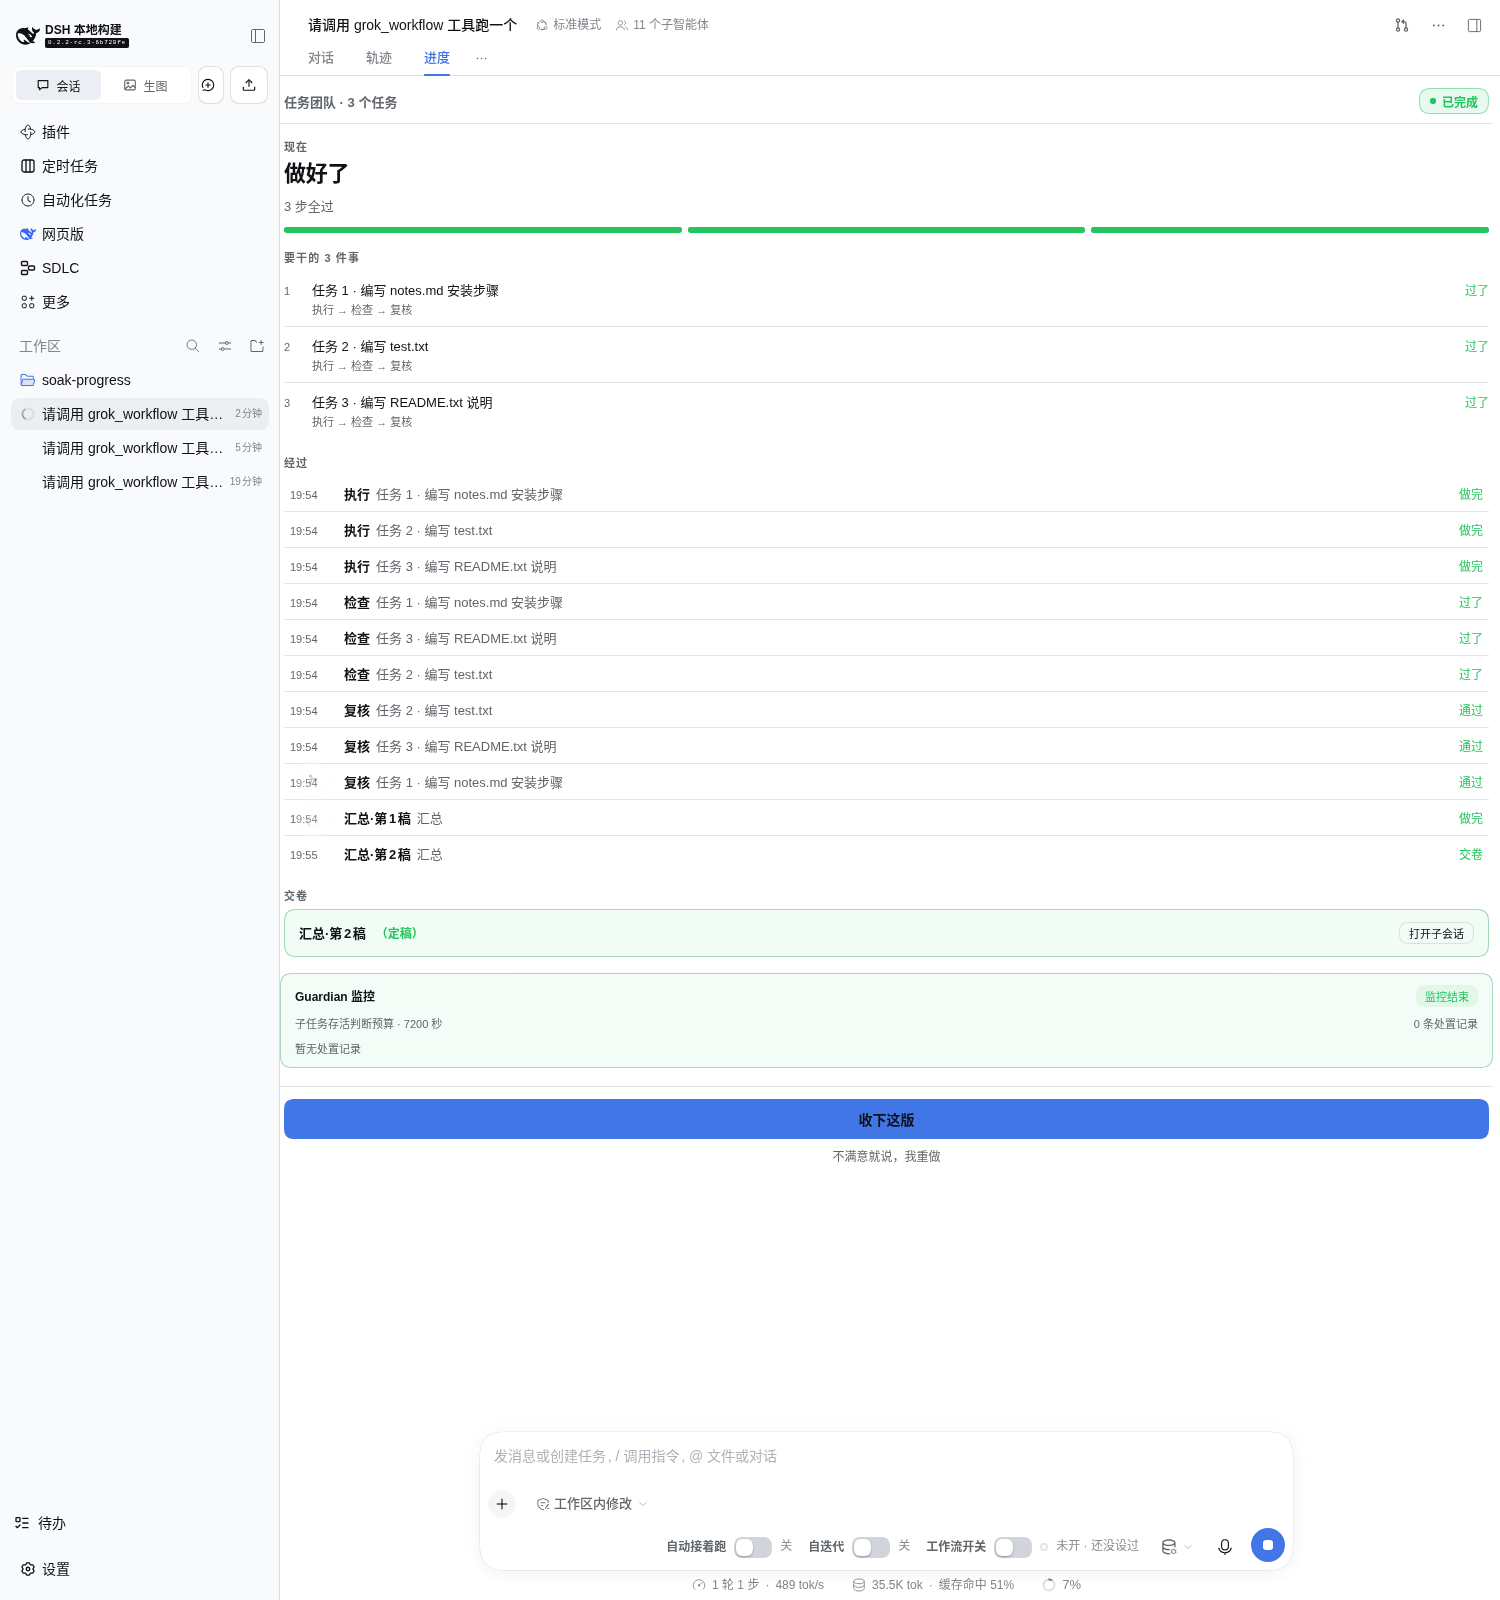 DSH 本地构建
0.2.2-rc.3-6b729fe
会话
生图
插件
定时任务
自动化任务
网页版
SDLC
更多
工作区
soak-progress
请调用 grok_workflow 工具… 2分钟
请调用 grok_workflow 工具… 5分钟
请调用 grok_workflow 工具… 19分钟
待办
设置
请调用 grok_workflow 工具跑一个 标准模式 11 个子智能体
对话 轨迹 进度 ···
任务团队 · 3 个任务 已完成
现在
做好了
3 步全过
要干的 3 件事
1 任务 1 · 编写 notes.md 安装步骤 过了
执行 → 检查 → 复核
2 任务 2 · 编写 test.txt 过了
执行 → 检查 → 复核
3 任务 3 · 编写 README.txt 说明 过了
执行 → 检查 → 复核
经过
19:54 执行 任务 1 · 编写 notes.md 安装步骤 做完
19:54 执行 任务 2 · 编写 test.txt 做完
19:54 执行 任务 3 · 编写 README.txt 说明 做完
19:54 检查 任务 1 · 编写 notes.md 安装步骤 过了
19:54 检查 任务 3 · 编写 README.txt 说明 过了
19:54 检查 任务 2 · 编写 test.txt 过了
19:54 复核 任务 2 · 编写 test.txt 通过
19:54 复核 任务 3 · 编写 README.txt 说明 通过
19:54 复核 任务 1 · 编写 notes.md 安装步骤 通过
19:54 汇总·第1稿 汇总 做完
19:55 汇总·第2稿 汇总 交卷
交卷
汇总·第2稿 （定稿） 打开子会话
Guardian 监控 监控结束
子任务存活判断预算 · 7200 秒 0 条处置记录
暂无处置记录
收下这版
不满意就说，我重做
发消息或创建任务, / 调用指令, @ 文件或对话
工作区内修改
自动接着跑 关 自迭代 关 工作流开关 未开 · 还没设过
1 轮 1 步 · 489 tok/s 35.5K tok · 缓存命中 51% 7%